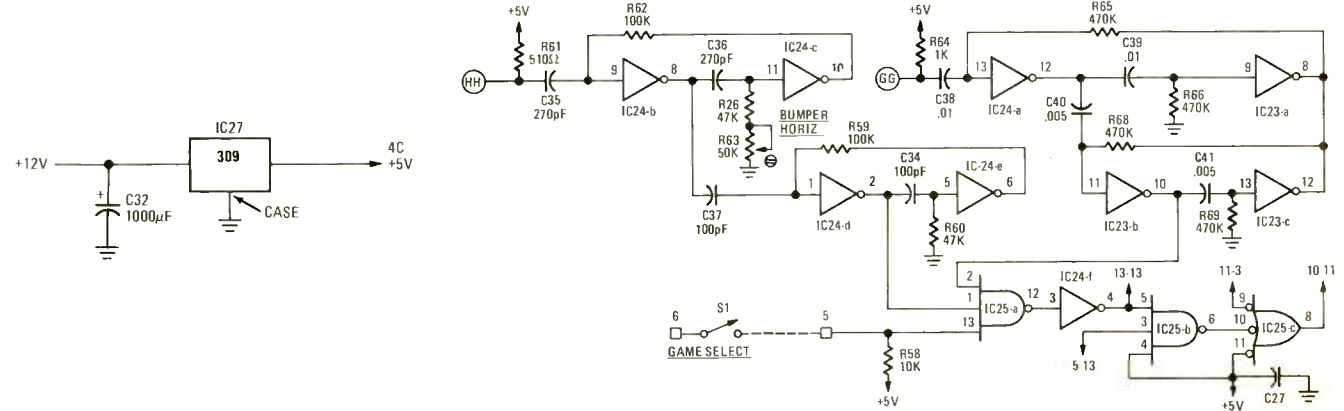 +12V
C32
1000µF
+
IC27
309
CASE
4C
+5V
HH
+5V
R61
510Ω
C35
270pF
R62
100K
9
IC24-b
8
C36
270pF
11
IC24-c
10
R26
47K
R63
50K
BUMPER
HORIZ
C37
100pF
R59
100K
1
IC24-d
2
C34
100pF
5
IC-24-e
6
R60
47K
GG
+5V
R64
1K
C38
.01
R65
470K
13
IC24-a
12
C39
.01
R66
470K
9
IC23-a
8
C40
.005
R68
470K
11
IC23-b
10
C41
.005
R69
470K
13
IC23-c
12
6
S1
5
GAME SELECT
R58
10K
+5V
2
1
13
IC25-a
12
3
IC24-f
4
13-13
5
3
4
IC25-b
6
5 13
11-3
9
10
11
IC25-c
8
10 11
+5V
C27